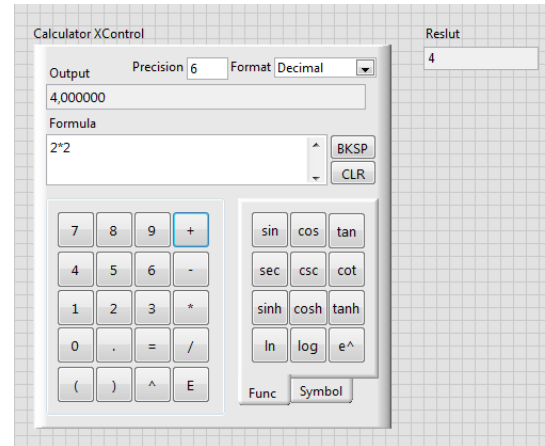 Calculator XControl
Reslut
4
Output Precision 6 Format Decimal
4,000000
Formula
2*2
BKSP
CLR
7 8 9 + sin cos tan
4 5 6 - sec csc cot
1 2 3 * sinh cosh tanh
0 . = / ln log e^
( ) ^ E
Func Symbol